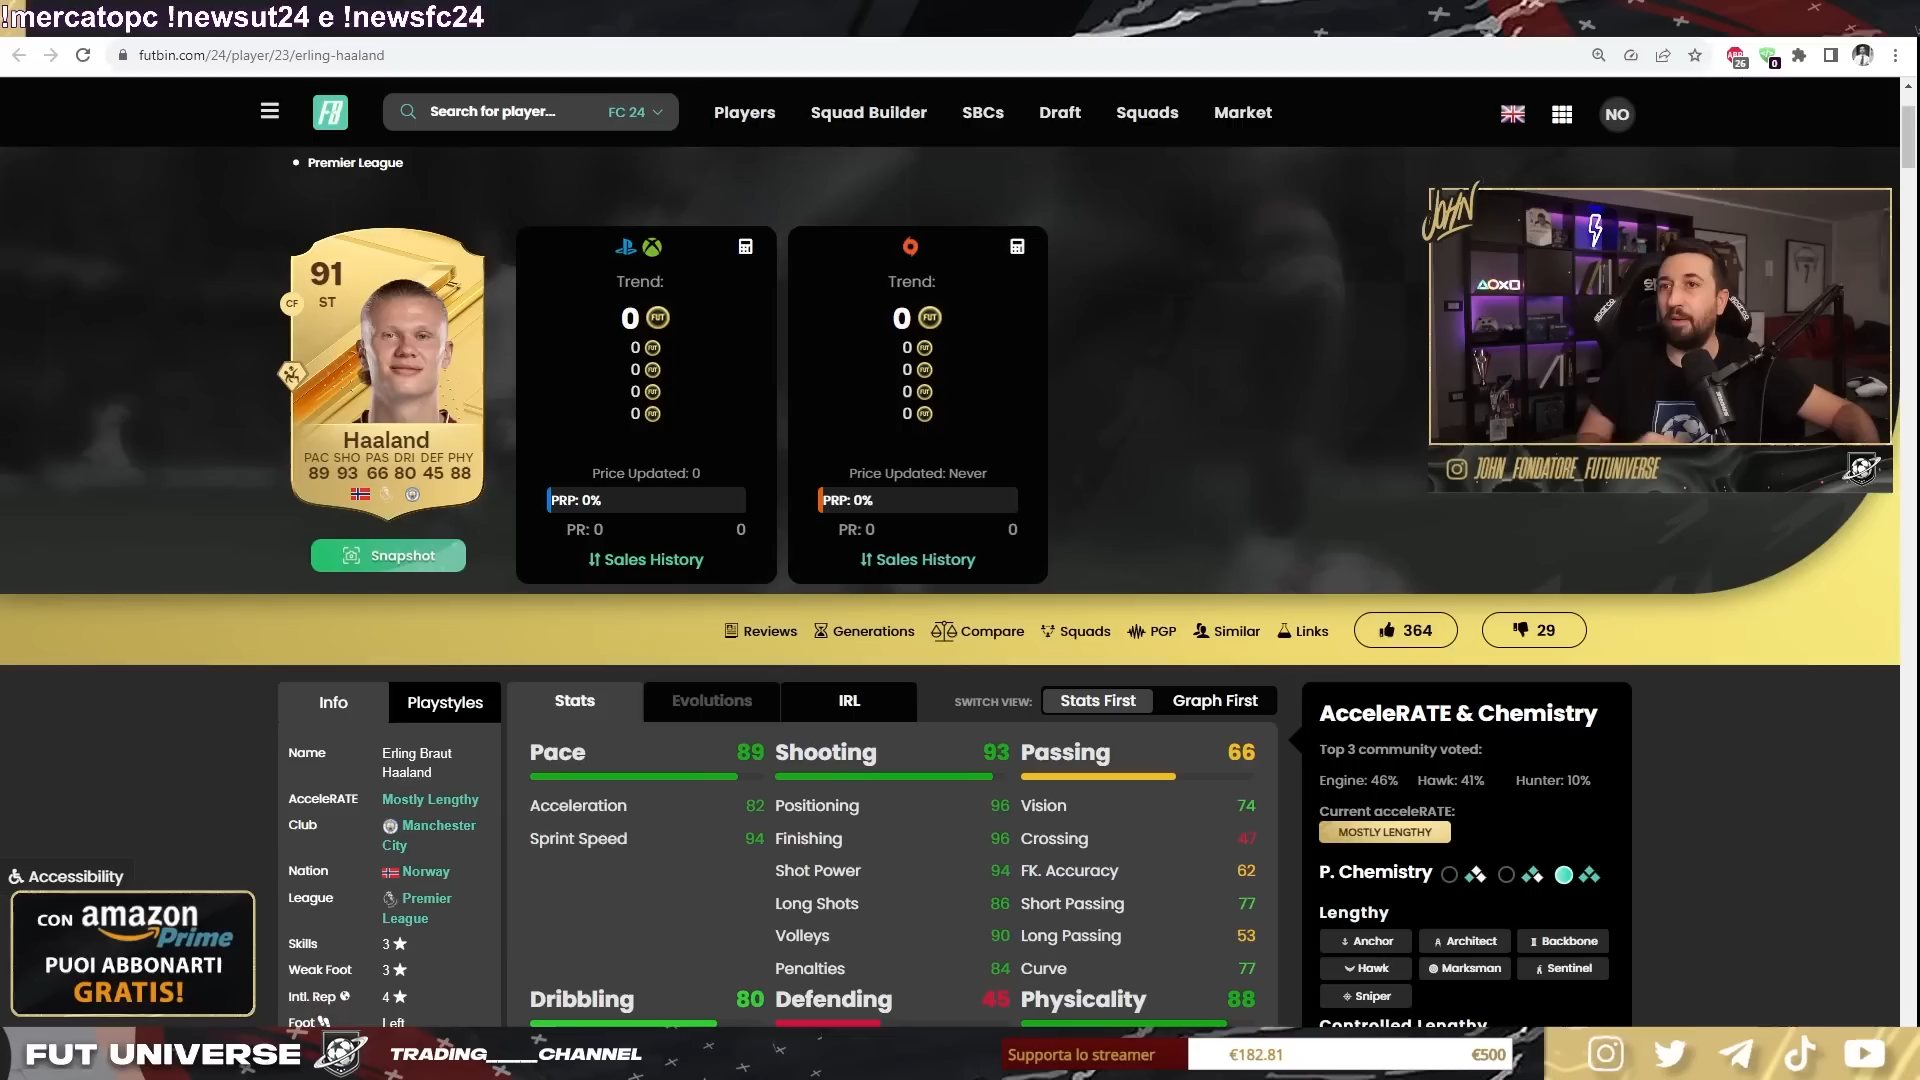 !mercatopc !newsut24 e !newsfc24
futbin.com/24/player/23/erling-haaland
26
0
FB
Search for player...
FC 24
Players
Squad Builder
SBCs
Draft
Squads
Market
NO
Premier League
91
ST
CF
Haaland
PAC SHO PAS DRI DEF PHY
89 93 66 80 45 88
Snapshot
Trend:
0
0
0
0
0
Price Updated: 0
PRP: 0%
PR: 0
0
Sales History
Trend:
0
0
0
0
0
Price Updated: Never
PRP: 0%
PR: 0
0
Sales History
JOHN
JOHN_FONDATORE_FUTUNIVERSE
Reviews
Generations
Compare
Squads
PGP
Similar
Links
364
29
Info
Playstyles
Name
Erling Braut
Haaland
AcceleRATE
Mostly Lengthy
Club
Manchester
City
Nation
Norway
League
Premier
League
Skills
3
Weak Foot
3
Intl. Rep
4
Foot
Left
Stats
Evolutions
IRL
SWITCH VIEW:
Stats First
Graph First
Pace 89
Acceleration 82
Sprint Speed 94
Shooting 93
Positioning 96
Finishing 96
Shot Power 94
Long Shots 86
Volleys 90
Penalties 84
Passing 66
Vision 74
Crossing 47
FK. Accuracy 62
Short Passing 77
Long Passing 53
Curve 77
Dribbling 80
Defending 45
Physicality 88
AcceleRATE & Chemistry
Top 3 community voted:
Engine: 46% Hawk: 41% Hunter: 10%
Current acceleRATE:
MOSTLY LENGTHY
P. Chemistry
Lengthy
Anchor
Architect
Backbone
Hawk
Marksman
Sentinel
Sniper
Controlled Lengthy
Accessibility
CON amazon
Prime
PUOI ABBONARTI
GRATIS!
FUT UNIVERSE
TRADING____CHANNEL
Supporta lo streamer
€182.81
€500